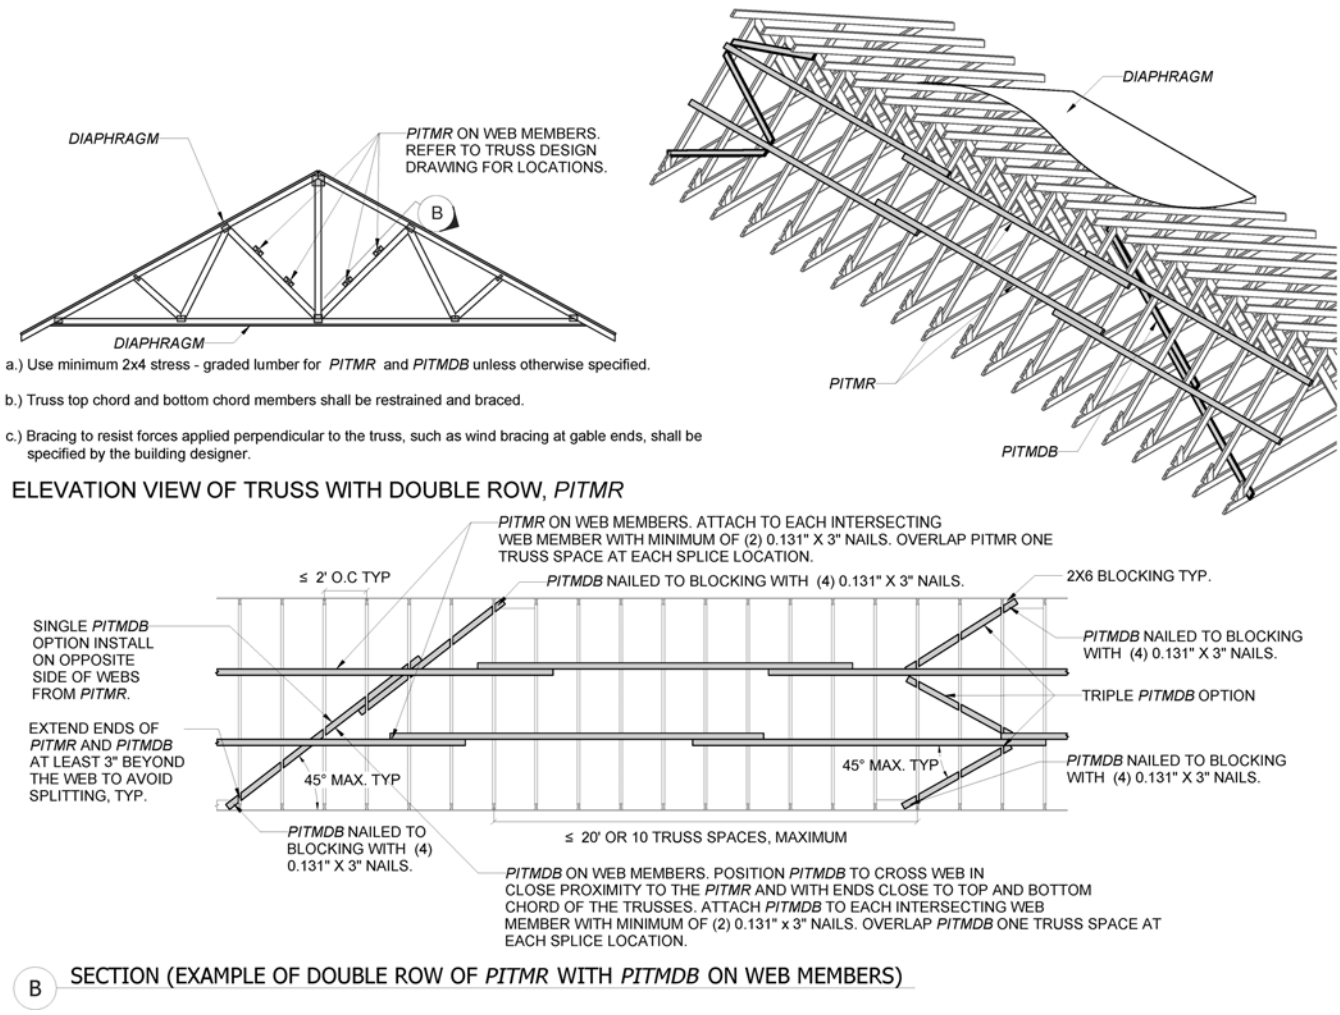 DIAPHRAGM
PITMR ON WEB MEMBERS.
REFER TO TRUSS DESIGN
DRAWING FOR LOCATIONS.
B
DIAPHRAGM
DIAPHRAGM
PITMR
PITMDB
a.) Use minimum 2x4 stress - graded lumber for PITMR and PITMDB unless otherwise specified.
b.) Truss top chord and bottom chord members shall be restrained and braced.
c.) Bracing to resist forces applied perpendicular to the truss, such as wind bracing at gable ends, shall be
specified by the building designer.
ELEVATION VIEW OF TRUSS WITH DOUBLE ROW, PITMR
PITMR ON WEB MEMBERS. ATTACH TO EACH INTERSECTING
WEB MEMBER WITH MINIMUM OF (2) 0.131" X 3" NAILS. OVERLAP PITMR ONE
TRUSS SPACE AT EACH SPLICE LOCATION.
≤ 2' O.C TYP
PITMDB NAILED TO BLOCKING WITH (4) 0.131" X 3" NAILS.
2X6 BLOCKING TYP.
SINGLE PITMDB
OPTION INSTALL
ON OPPOSITE
SIDE OF WEBS
FROM PITMR.
PITMDB NAILED TO BLOCKING
WITH (4) 0.131" X 3" NAILS.
TRIPLE PITMDB OPTION
EXTEND ENDS OF
PITMR AND PITMDB
AT LEAST 3" BEYOND
THE WEB TO AVOID
SPLITTING, TYP.
45° MAX. TYP
45° MAX. TYP
PITMDB NAILED TO BLOCKING
WITH (4) 0.131" X 3" NAILS.
PITMDB NAILED TO
BLOCKING WITH (4)
0.131" X 3" NAILS.
≤ 20' OR 10 TRUSS SPACES, MAXIMUM
PITMDB ON WEB MEMBERS. POSITION PITMDB TO CROSS WEB IN
CLOSE PROXIMITY TO THE PITMR AND WITH ENDS CLOSE TO TOP AND BOTTOM
CHORD OF THE TRUSSES. ATTACH PITMDB TO EACH INTERSECTING WEB
MEMBER WITH MINIMUM OF (2) 0.131" x 3" NAILS. OVERLAP PITMDB ONE TRUSS SPACE AT
EACH SPLICE LOCATION.
B SECTION (EXAMPLE OF DOUBLE ROW OF PITMR WITH PITMDB ON WEB MEMBERS)